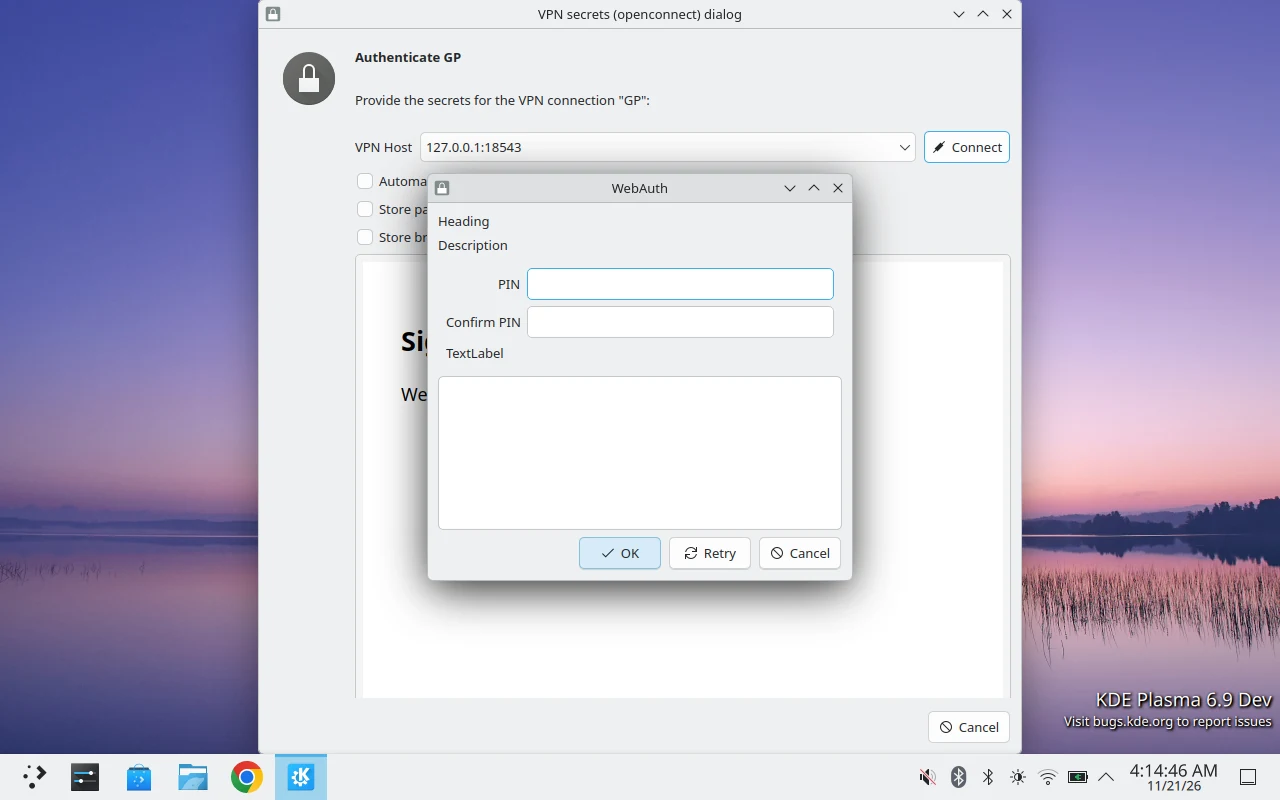 VPN secrets (openconnect) dialog
Authenticate GP
Provide the secrets for the VPN connection "GP":
VPN Host 127.0.0.1:18543 Connect
Automa
Store pa
Store br
WebAuth
Heading
Description
PIN
Confirm PIN
TextLabel
OK Retry Cancel
Si
We
Cancel
KDE Plasma 6.9 Dev
Visit bugs.kde.org to report issues
4:14:46 AM
11/21/26